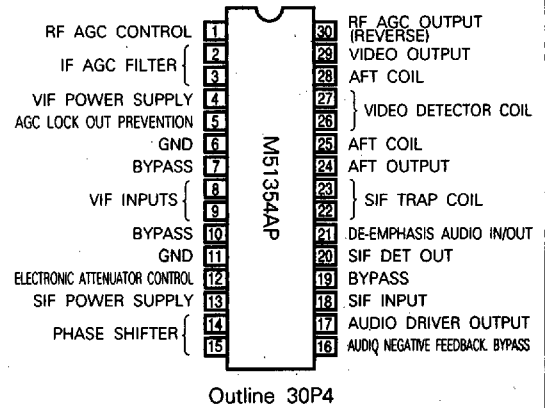 RF AGC CONTROL 1
IF AGC FILTER 2
3
VIF POWER SUPPLY 4
AGC LOCK OUT PREVENTION 5
GND 6
BYPASS 7
VIF INPUTS 8
9
BYPASS 10
GND 11
ELECTRONIC ATTENUATOR CONTROL 12
SIF POWER SUPPLY 13
PHASE SHIFTER 14
15
M51354AP
30 RF AGC OUTPUT
(REVERSE)
29 VIDEO OUTPUT
28 AFT COIL
27 VIDEO DETECTOR COIL
26
25 AFT COIL
24 AFT OUTPUT
23 SIF TRAP COIL
22
21 DE-EMPHASIS AUDIO IN/OUT
20 SIF DET OUT
19 BYPASS
18 SIF INPUT
17 AUDIO DRIVER OUTPUT
16 AUDIO NEGATIVE FEEDBACK. BYPASS
Outline 30P4